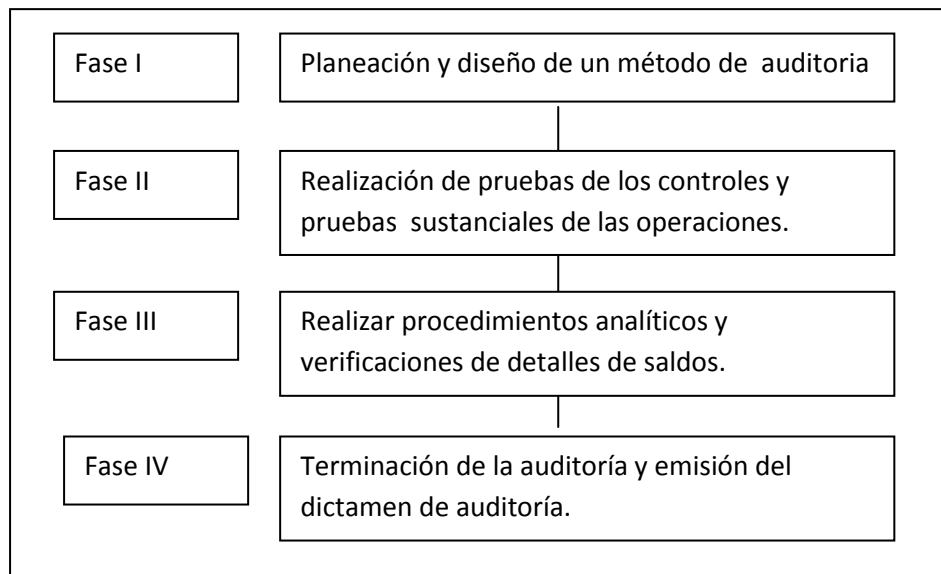 Fase I
Planeación y diseño de un método de auditoria
Fase II
Realización de pruebas de los controles y
pruebas sustanciales de las operaciones.
Fase III
Realizar procedimientos analíticos y
verificaciones de detalles de saldos.
Fase IV
Terminación de la auditoría y emisión del
dictamen de auditoría.